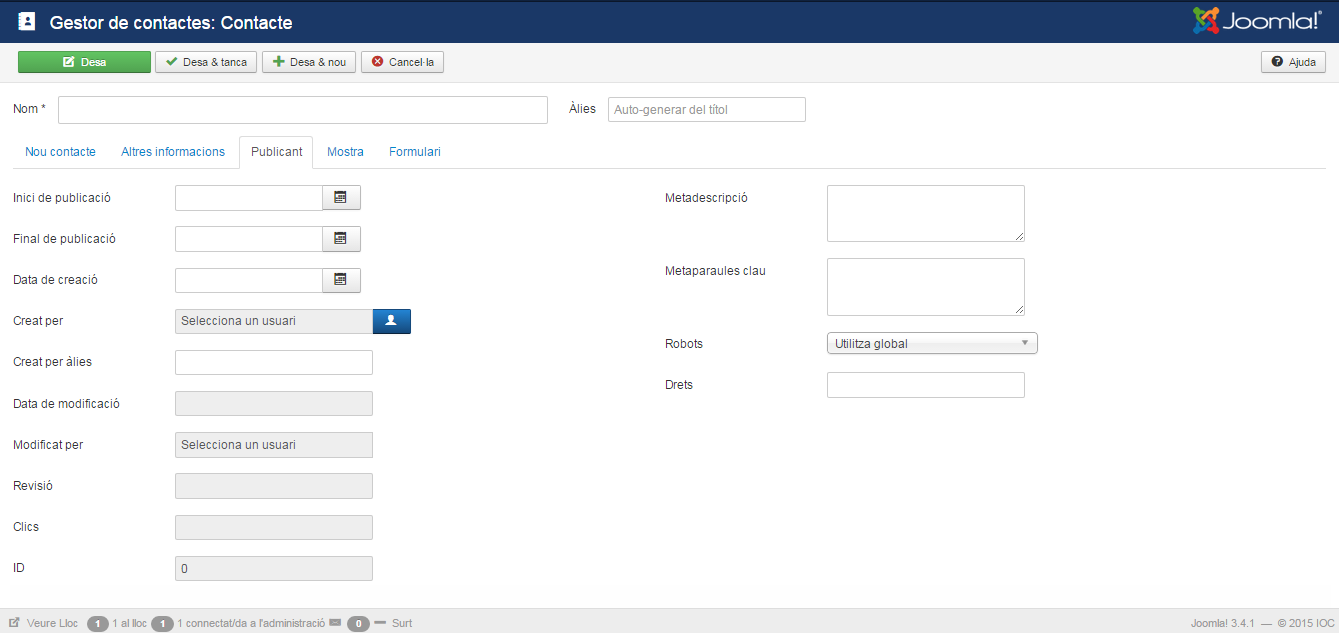 Gestor de contactes: Contacte
Joomla!®
Desa
Desa & tanca
Desa & nou
Cancel·la
Ajuda
Nom *
Àlies
Auto-generar del títol
Nou contacte
Altres informacions
Publicant
Mostra
Formulari
Inici de publicació
Final de publicació
Data de creació
Creat per
Selecciona un usuari
Creat per àlies
Data de modificació
Modificat per
Selecciona un usuari
Revisió
Clics
ID
0
Metadescripció
Metaparaules clau
Robots
Utilitza global
Drets
Veure Lloc 1 1 al lloc 1 1 connectat/da a l'administració 0 Surt
Joomla! 3.4.1 — © 2015 IOC